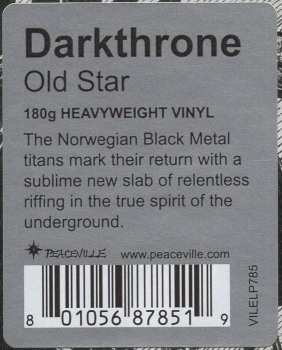 Darkthrone
Old Star
180g HEAVYWEIGHT VINYL
The Norwegian Black Metal
titans mark their return with a
sublime new slab of relentless
riffing in the true spirit of the
underground.
PEACEVILLE www.peaceville.com
8 01056 87851 9
VILELP785